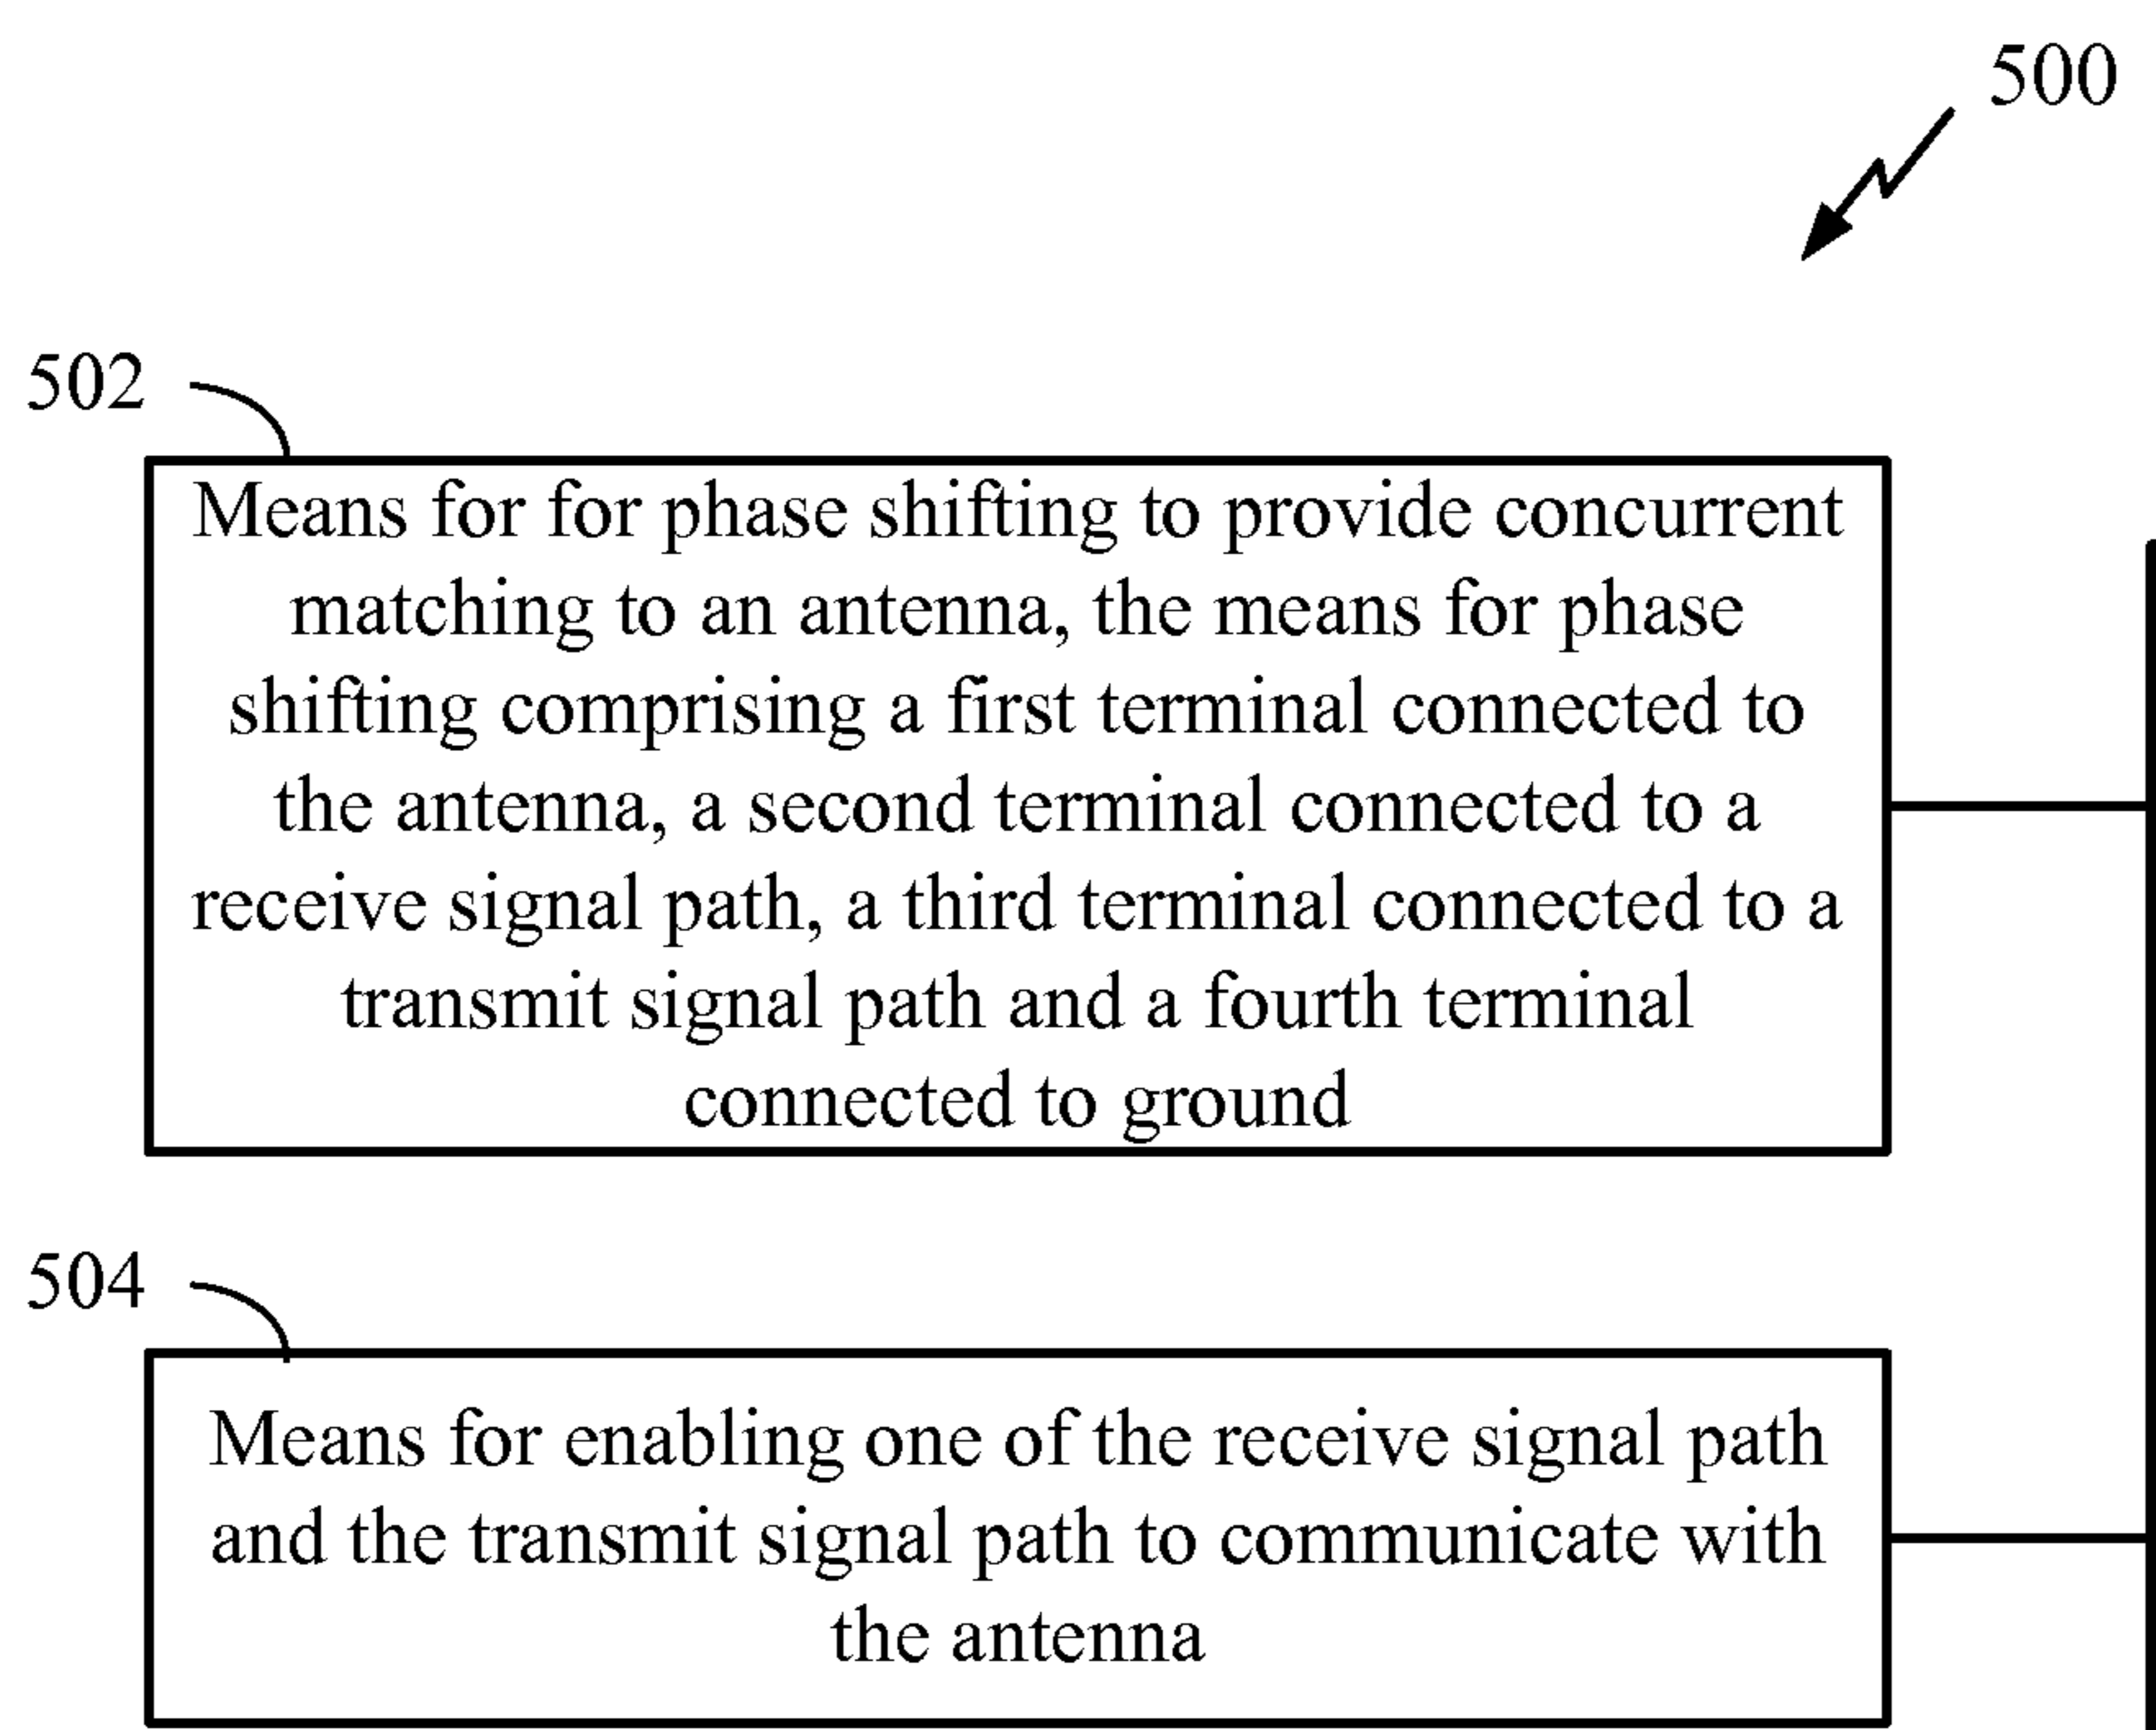 500
502
Means for for phase shifting to provide concurrent
matching to an antenna, the means for phase
shifting comprising a first terminal connected to
the antenna, a second terminal connected to a
receive signal path, a third terminal connected to a
transmit signal path and a fourth terminal
connected to ground
504
Means for enabling one of the receive signal path
and the transmit signal path to communicate with
the antenna